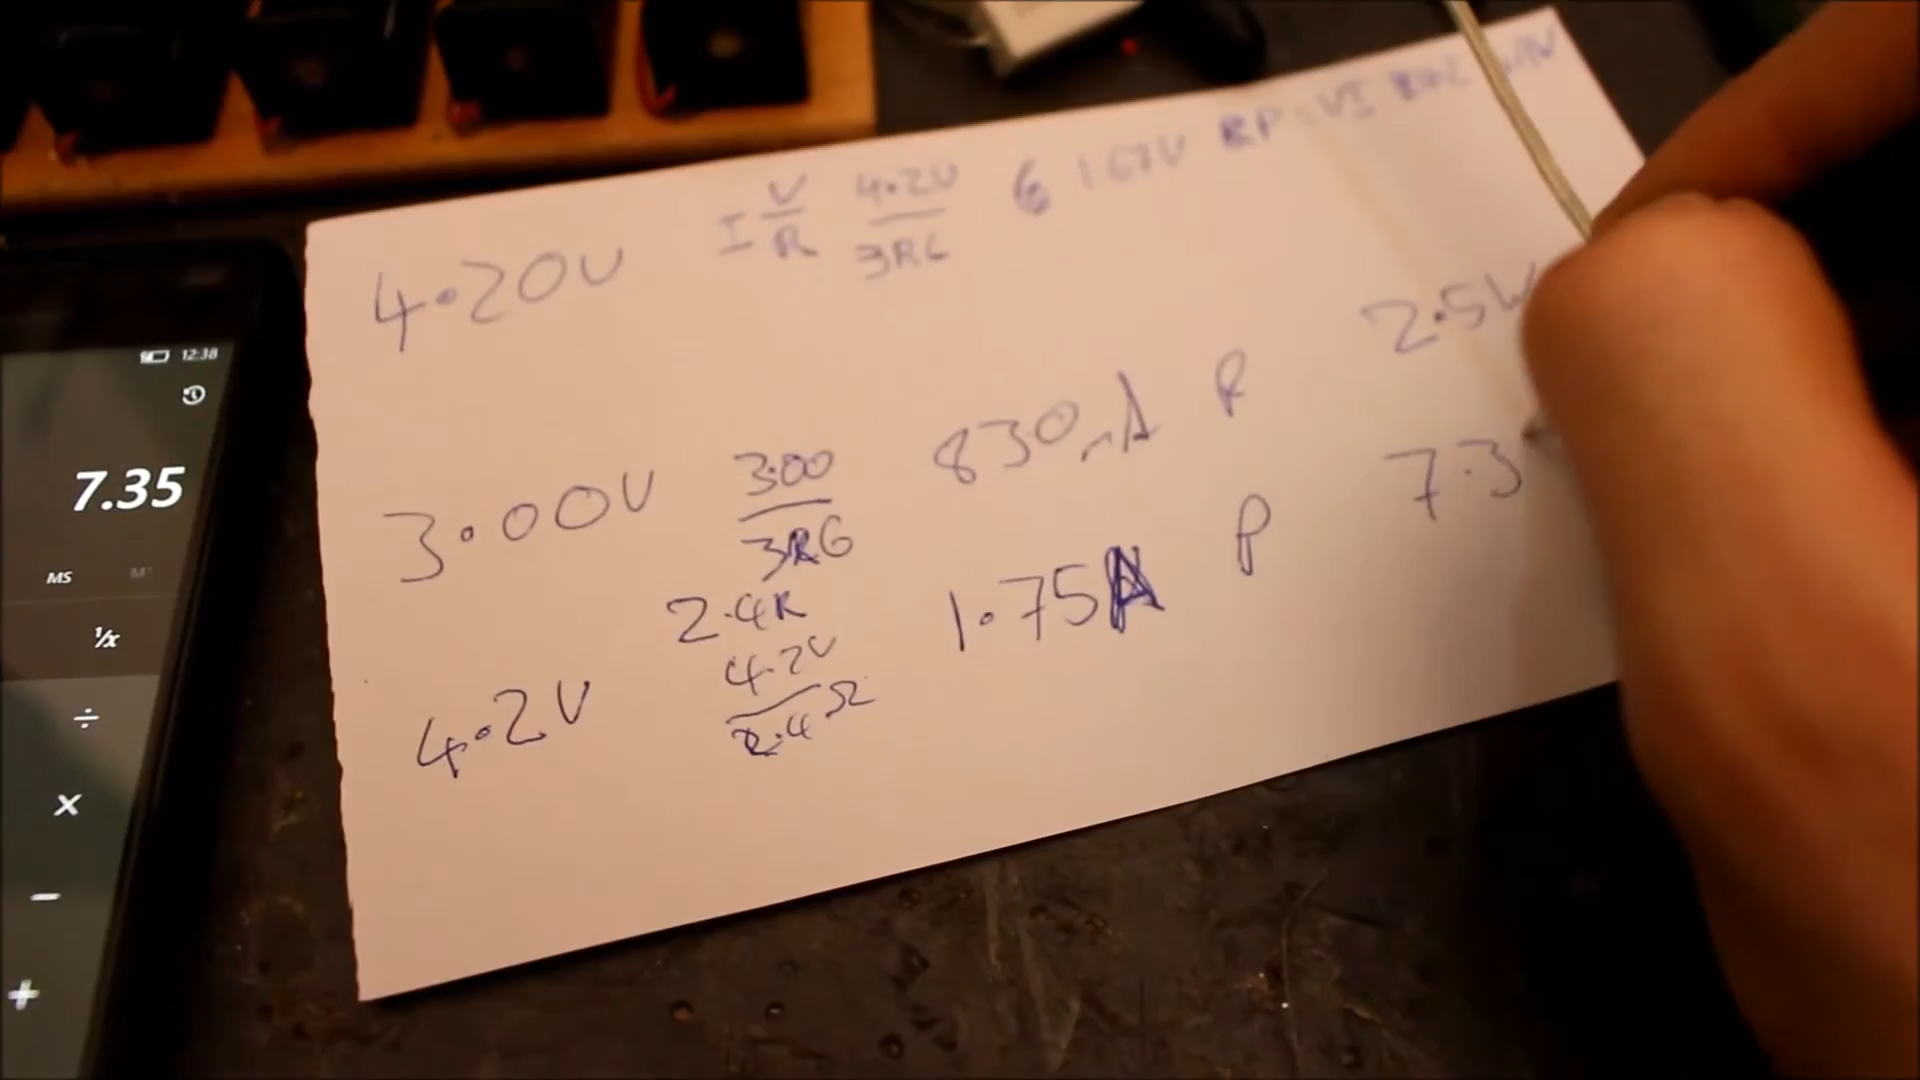 12:38
7.35
MS
M˅
¹/x
÷
×
−
+
4.20V I V/R 4.2V/3R6 1.67V P=VI
3.00V 3.00/3R6 830mA P 2.5W
2.4R
4.2V 4.2V/2.4Ω 1.75A P 7.3